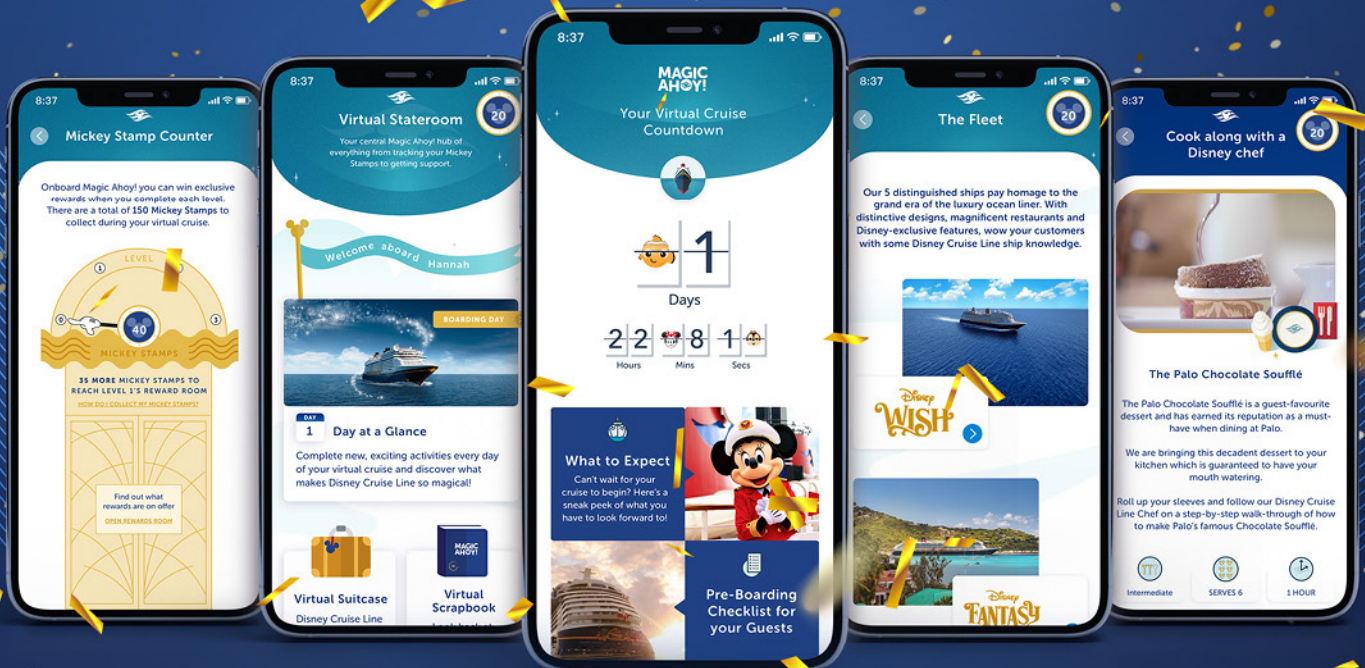 8:37
Mickey Stamp Counter
Onboard Magic Ahoy! you can win exclusive
rewards when you complete each level.
There are a total of 150 Mickey Stamps to
collect during your virtual cruise.
LEVEL
1
0
3
40
MICKEY STAMPS
35 MORE MICKEY STAMPS TO
REACH LEVEL 1'S REWARD ROOM
HOW DO I COLLECT MY MICKEY STAMPS?
Find out what
rewards are on offer
OPEN REWARDS ROOM
8:37
20
Virtual Stateroom
Your central Magic Ahoy! hub of
everything from tracking your Mickey
Stamps to getting support.
Welcome aboard Hannah
BOARDING DAY
DAY
1
Day at a Glance
Complete new, exciting activities every day
of your virtual cruise and discover what
makes Disney Cruise Line so magical!
Virtual Suitcase
Disney Cruise Line
MAGIC
AHOY!
Virtual
Scrapbook
8:37
MAGIC
AHOY!
Your Virtual Cruise
Countdown
1
Days
22 8 1
Hours Mins Secs
What to Expect
Can't wait for your
cruise to begin? Here's a
sneak peek of what you
have to look forward to!
Pre-Boarding
Checklist for
your Guests
8:37
20
The Fleet
Our 5 distinguished ships pay homage to the
grand era of the luxury ocean liner. With
distinctive designs, magnificent restaurants and
Disney-exclusive features, wow your customers
with some Disney Cruise Line ship knowledge.
Disney
WISH
Disney
FANTASY
8:37
20
Cook along with a
Disney chef
The Palo Chocolate Soufflé
The Palo Chocolate Soufflé is a guest-favourite
dessert and has earned its reputation as a must-
have when dining at Palo.
We are bringing this decadent dessert to your
kitchen which is guaranteed to have your
mouth watering.
Roll up your sleeves and follow our Disney Cruise
Line Chef on a step-by-step walk-through of how
to make Palo's famous Chocolate Soufflé.
Intermediate
SERVES 6
1 HOUR